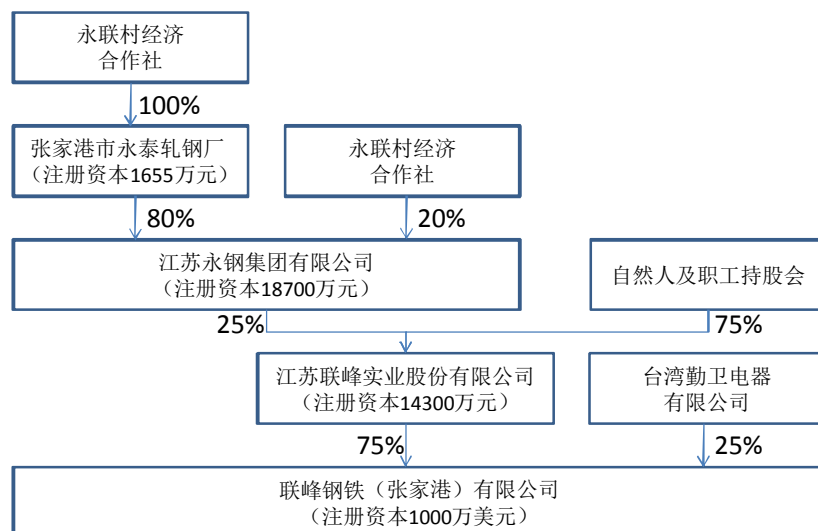 永联村经济
合作社
100%
张家港市永泰轧钢厂
（注册资本1655万元）
永联村经济
合作社
80%
20%
江苏永钢集团有限公司
（注册资本18700万元）
自然人及职工持股会
25%
75%
江苏联峰实业股份有限公司
（注册资本14300万元）
台湾勤卫电器
有限公司
75%
25%
联峰钢铁（张家港）有限公司
（注册资本1000万美元）